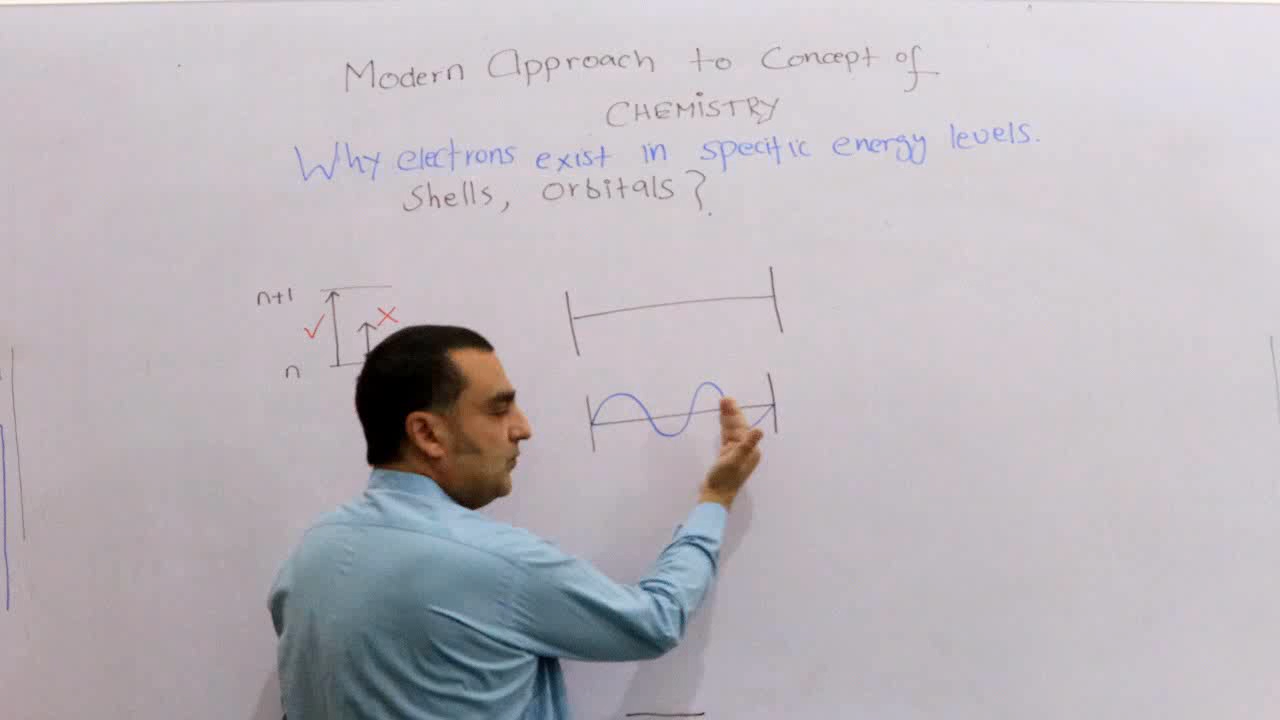 Modern Approach to Concept of
CHEMISTRY
Why electrons exist in specific energy levels.
Shells, Orbitals?
n+1
n